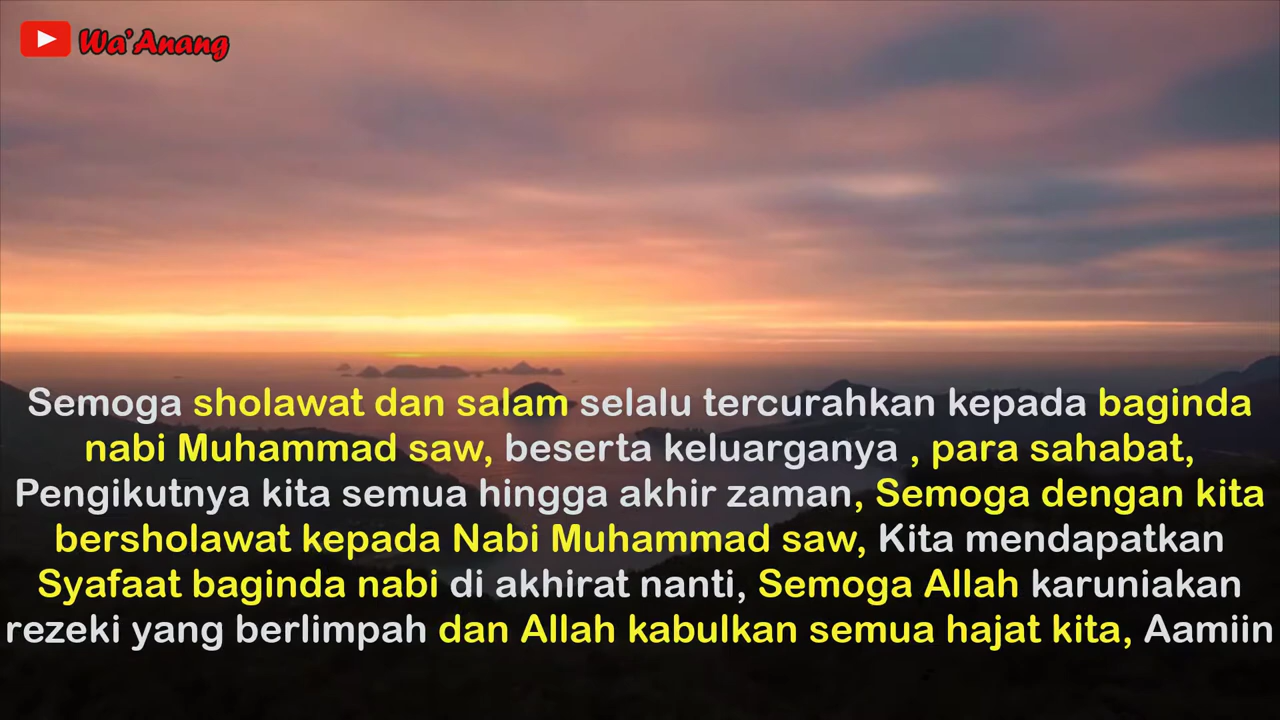 Wa'Anang
Semoga sholawat dan salam selalu tercurahkan kepada baginda
nabi Muhammad saw, beserta keluarganya , para sahabat,
Pengikutnya kita semua hingga akhir zaman, Semoga dengan kita
bersholawat kepada Nabi Muhammad saw, Kita mendapatkan
Syafaat baginda nabi di akhirat nanti, Semoga Allah karuniakan
rezeki yang berlimpah dan Allah kabulkan semua hajat kita, Aamiin